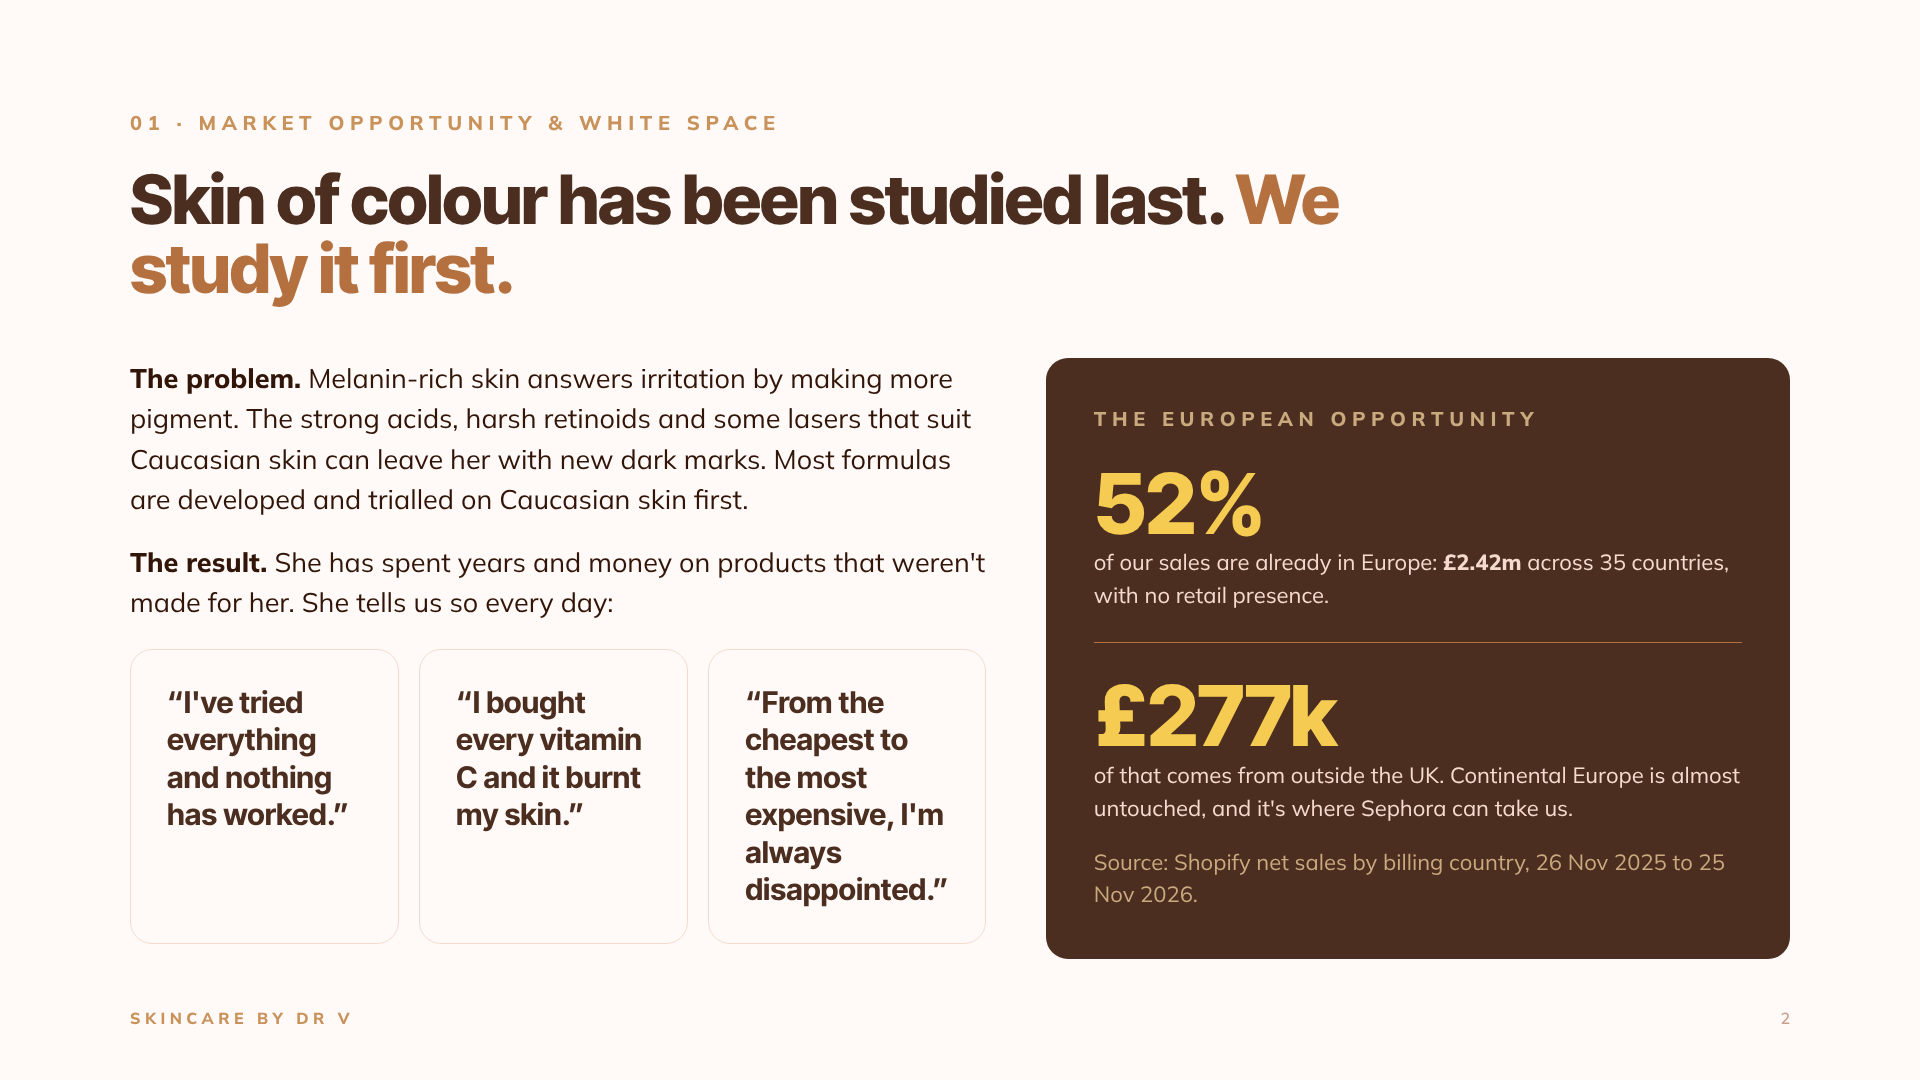 01 · MARKET OPPORTUNITY & WHITE SPACE
Skin of colour has been studied last. We
study it first.
The problem. Melanin-rich skin answers irritation by making more
pigment. The strong acids, harsh retinoids and some lasers that suit
Caucasian skin can leave her with new dark marks. Most formulas
are developed and trialled on Caucasian skin first.
The result. She has spent years and money on products that weren't
made for her. She tells us so every day:
“I've tried
everything
and nothing
has worked.”
“I bought
every vitamin
C and it burnt
my skin.”
“From the
cheapest to
the most
expensive, I'm
always
disappointed.”
THE EUROPEAN OPPORTUNITY
52%
of our sales are already in Europe: £2.42m across 35 countries,
with no retail presence.
£277k
of that comes from outside the UK. Continental Europe is almost
untouched, and it's where Sephora can take us.
Source: Shopify net sales by billing country, 26 Nov 2025 to 25
Nov 2026.
SKINCARE BY DR V
2